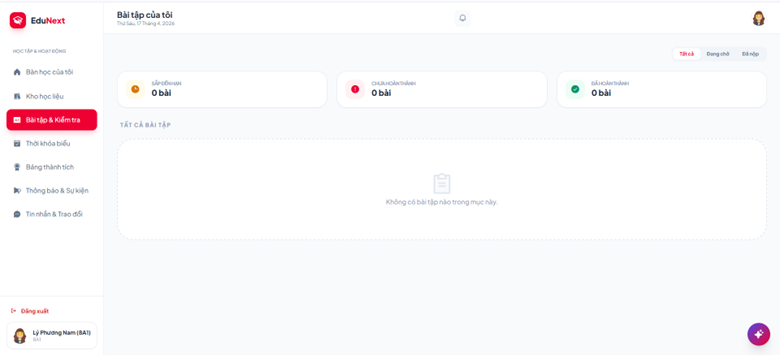 EduNext
Bài tập của tôi
Thứ Sáu, 17 Tháng 4, 2026
HỌC TẬP & HOẠT ĐỘNG
Bàn học của tôi
Kho học liệu
Bài tập & Kiểm tra
Thời khóa biểu
Bảng thành tích
Thông báo & Sự kiện
Tin nhắn & Trao đổi
Tất cả
Đang chờ
Đã nộp
SẮP ĐẾN HẠN
0 bài
CHƯA HOÀN THÀNH
0 bài
ĐÃ HOÀN THÀNH
0 bài
TẤT CẢ BÀI TẬP
Không có bài tập nào trong mục này.
Đăng xuất
Lý Phương Nam (8A1)
8A1